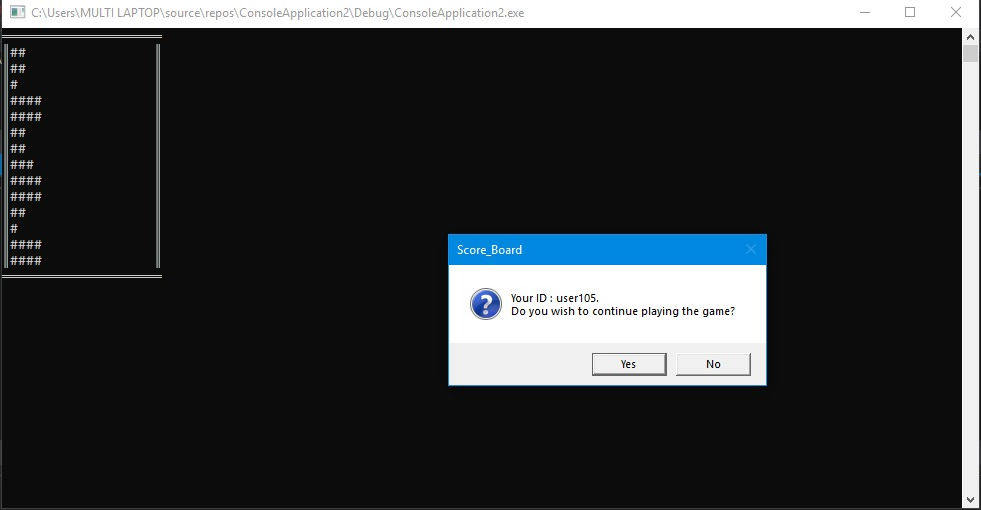 C:\Users\MULTI LAPTOP\source\repos\ConsoleApplication2\Debug\ConsoleApplication2.exe
##
##
#
####
####
##
##
###
####
####
##
#
####
####
Score_Board
Your ID : user105.
Do you wish to continue playing the game?
Yes
No